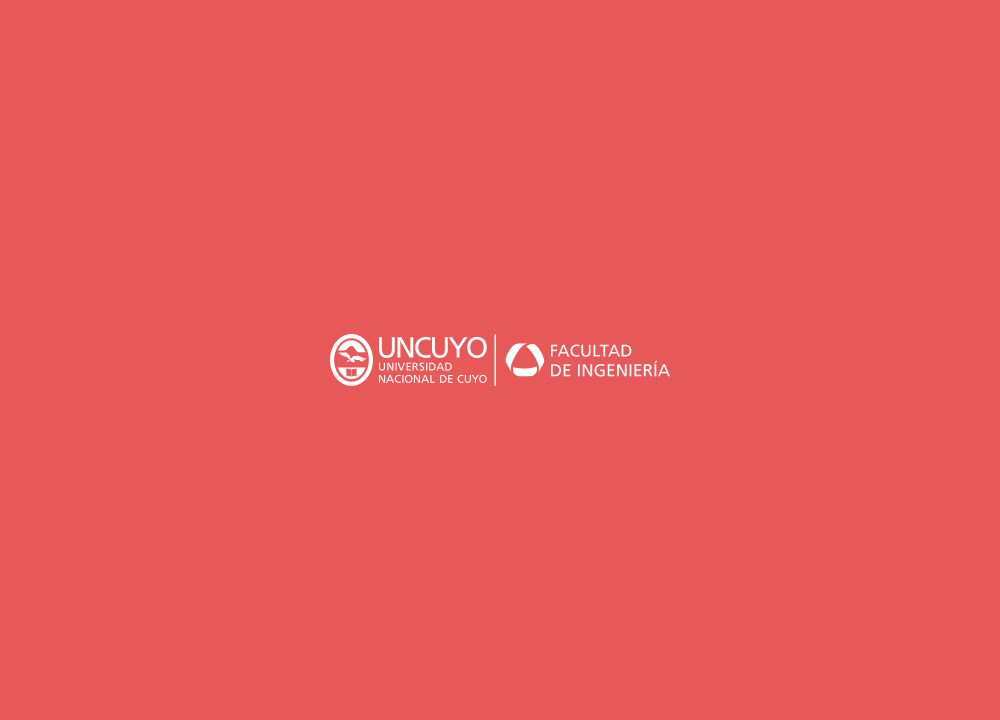 UNCUYO
UNIVERSIDAD
NACIONAL DE CUYO
FACULTAD
DE INGENIERÍA